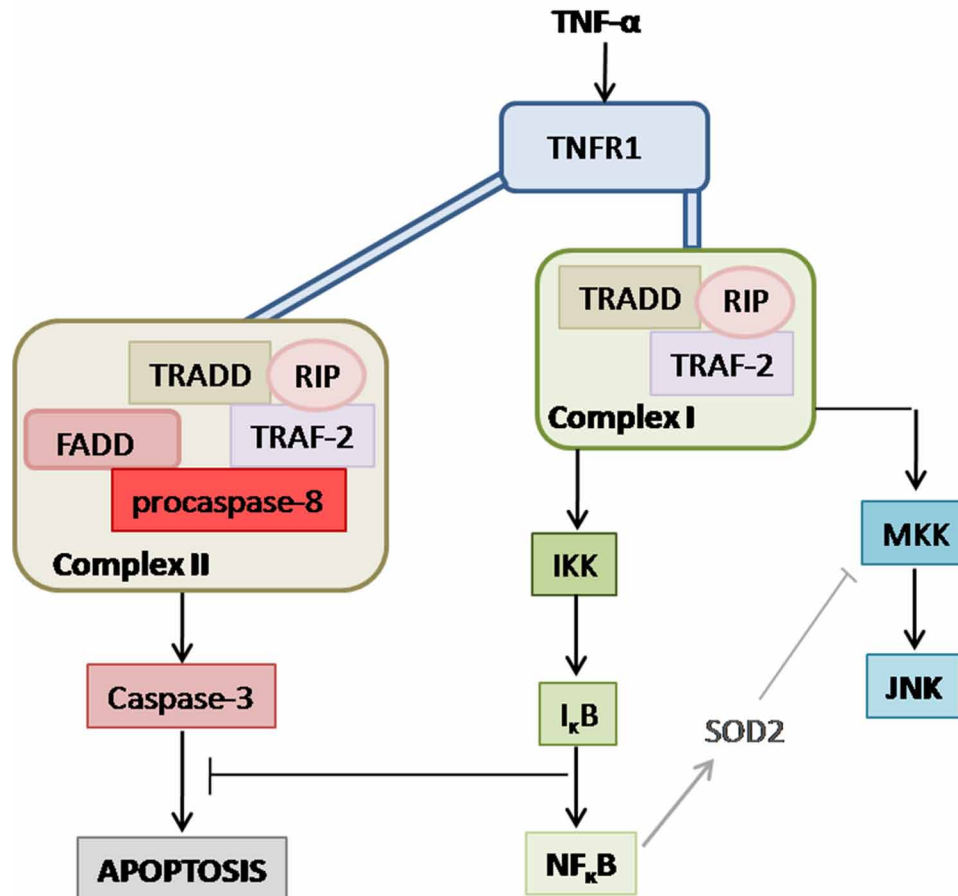 TNF-α
TNFR1
TRADD
RIP
TRAF-2
Complex I
TRADD
RIP
FADD
TRAF-2
procaspase-8
Complex II
IKK
MKK
Caspase-3
IκB
JNK
SOD2
APOPTOSIS
NFκB